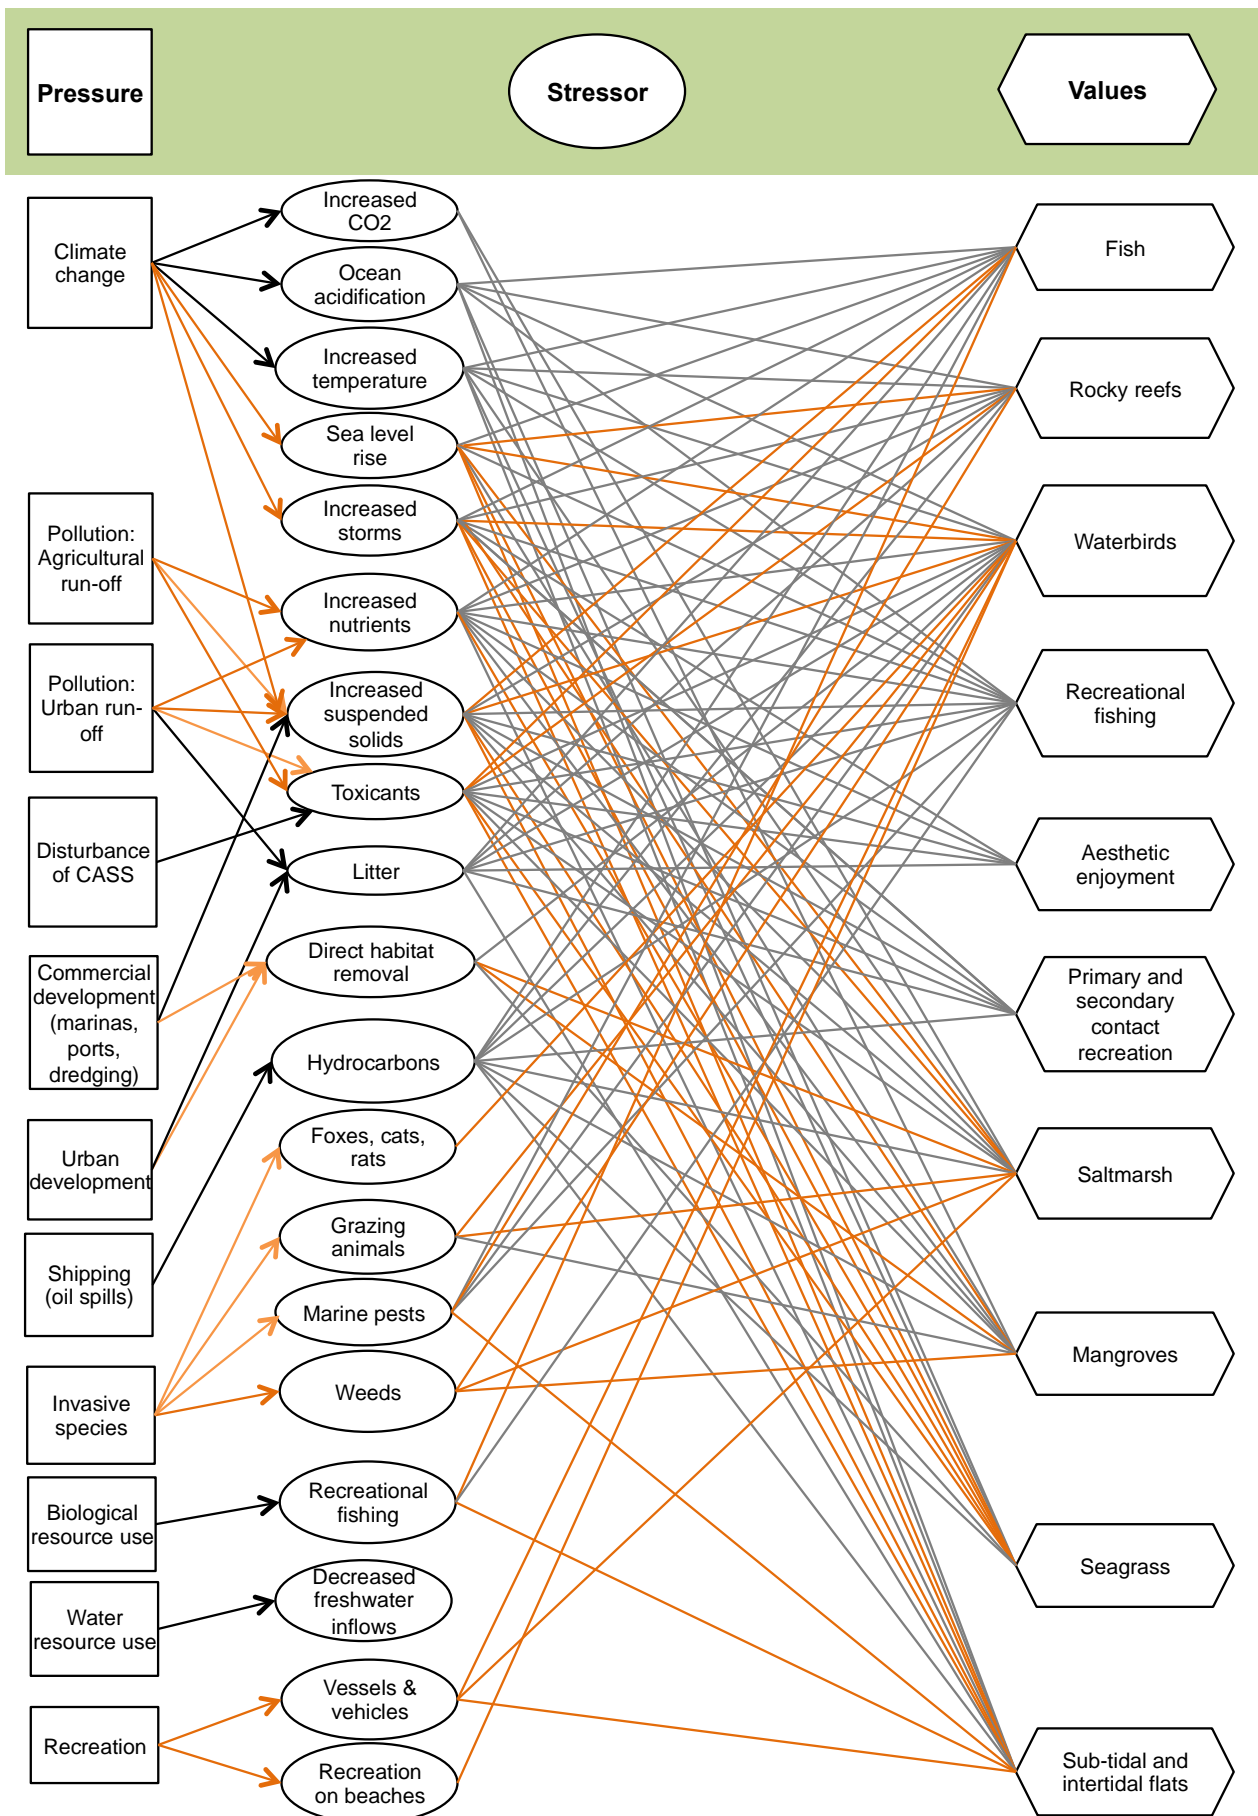 Pressure
Stressor
Values
Climate
change
Pollution:
Agricultural
run-off
Pollution:
Urban run-
off
Disturbance
of CASS
Commercial
development
(marinas,
ports,
dredging)
Urban
development
Shipping
(oil spills)
Invasive
species
Biological
resource use
Water
resource use
Recreation
Increased
CO2
Ocean
acidification
Increased
temperature
Sea level
rise
Increased
storms
Increased
nutrients
Increased
suspended
solids
Toxicants
Litter
Direct habitat
removal
Hydrocarbons
Foxes, cats,
rats
Grazing
animals
Marine pests
Weeds
Recreational
fishing
Decreased
freshwater
inflows
Vessels &
vehicles
Recreation
on beaches
Fish
Rocky reefs
Waterbirds
Recreational
fishing
Aesthetic
enjoyment
Primary and
secondary
contact
recreation
Saltmarsh
Mangroves
Seagrass
Sub-tidal and
intertidal flats